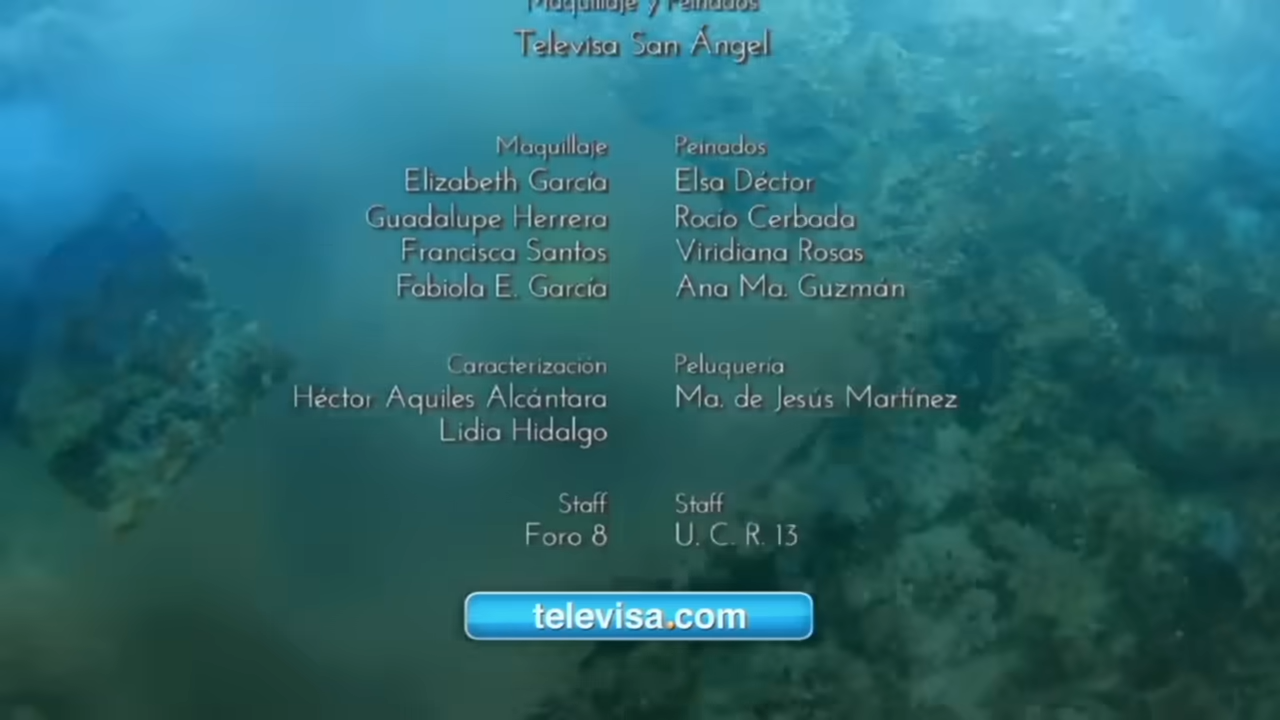 Maquillaje y Peinados
Televisa San Ángel
Maquillaje
Elizabeth García
Guadalupe Herrera
Francisca Santos
Fabiola E. García
Peinados
Elsa Déctor
Rocío Cerbada
Viridiana Rosas
Ana Ma. Guzmán
Caracterización
Héctor Aquiles Alcántara
Lidia Hidalgo
Peluquería
Ma. de Jesús Martínez
Staff
Foro 8
Staff
U. C. R. 13
televisa.com